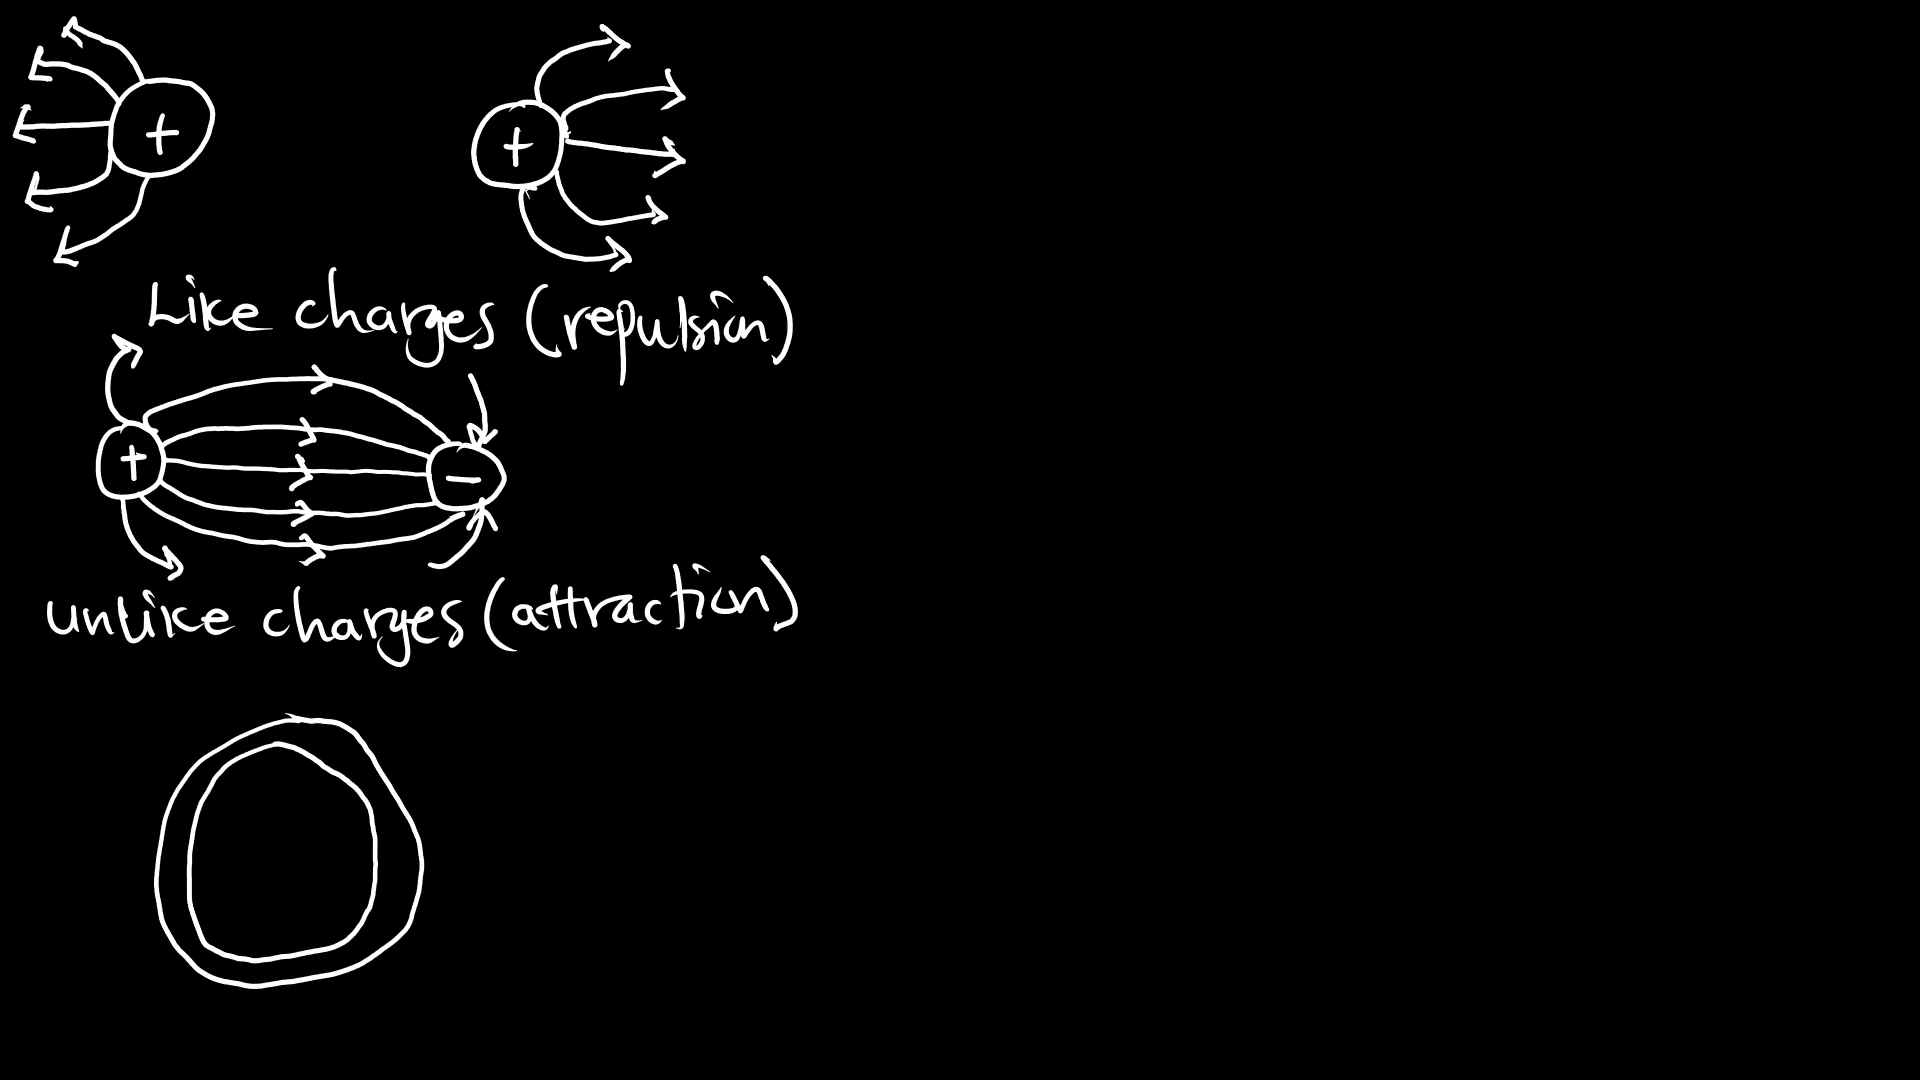 + +
Like charges (repulsion)
+ −
unlike charges (attraction)